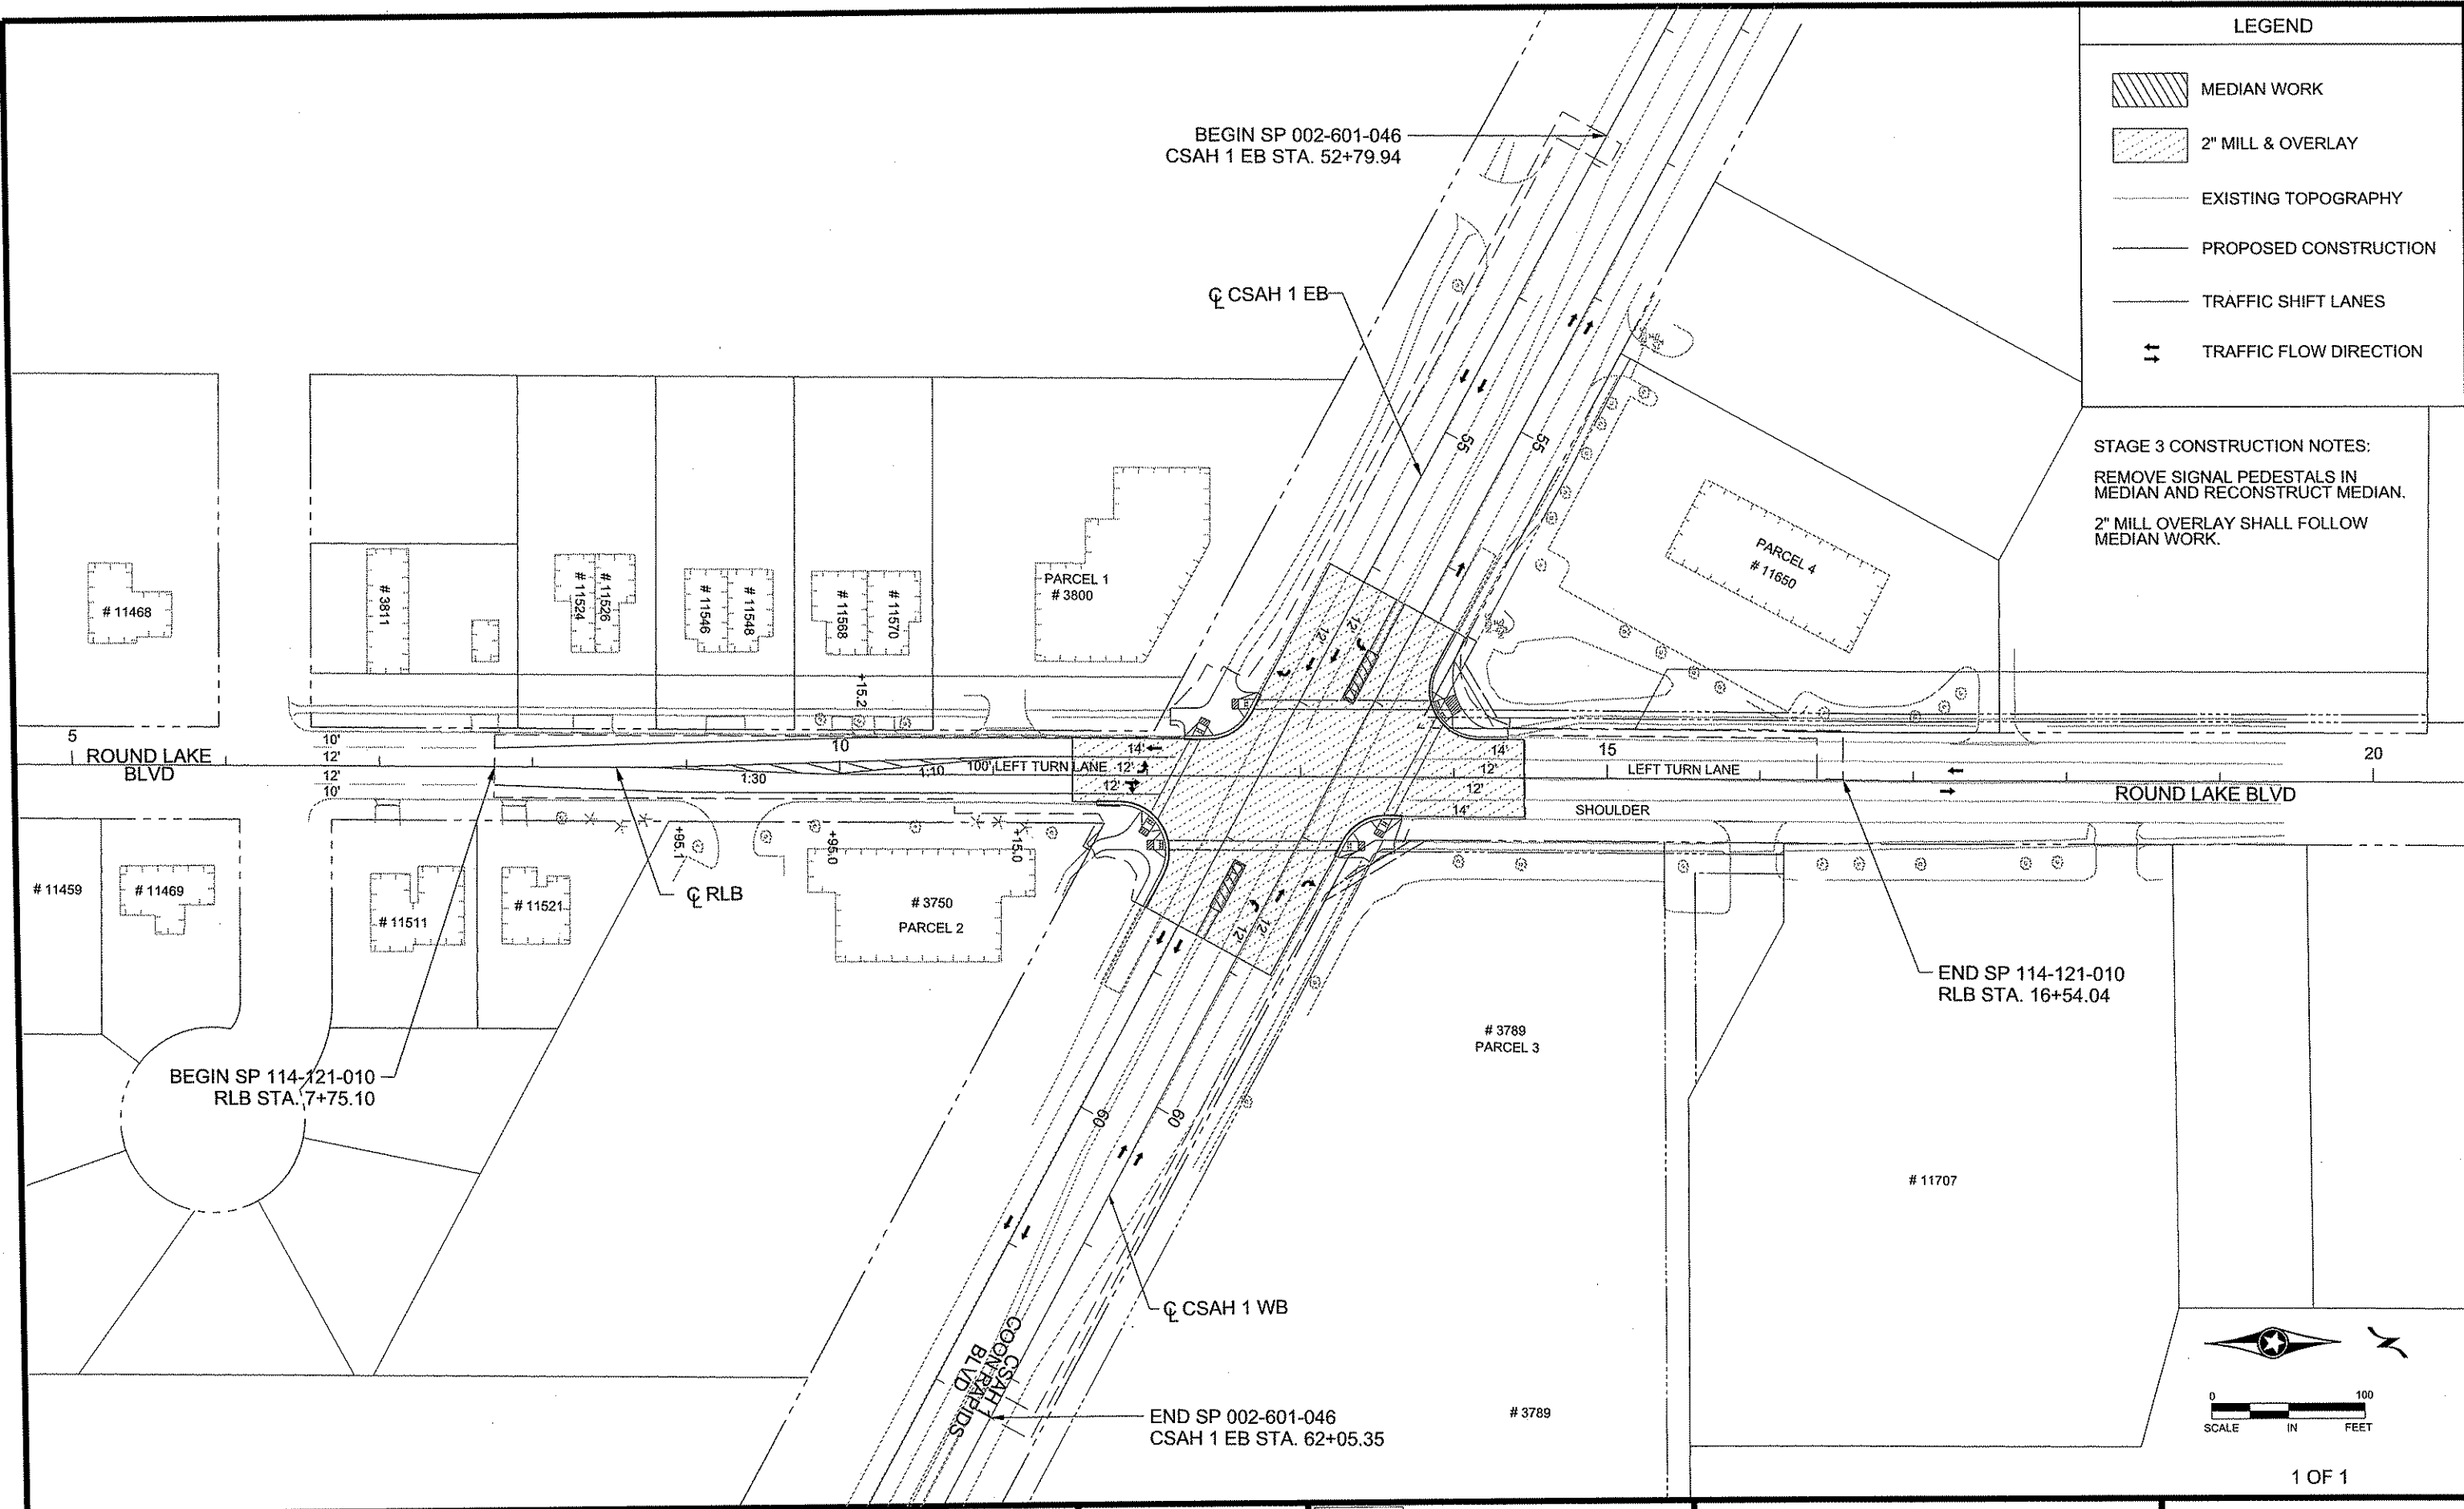 LEGEND
MEDIAN WORK
2" MILL & OVERLAY
EXISTING TOPOGRAPHY
PROPOSED CONSTRUCTION
TRAFFIC SHIFT LANES
TRAFFIC FLOW DIRECTION
STAGE 3 CONSTRUCTION NOTES:
REMOVE SIGNAL PEDESTALS IN
MEDIAN AND RECONSTRUCT MEDIAN.
2" MILL OVERLAY SHALL FOLLOW
MEDIAN WORK.
BEGIN SP 002-601-046
CSAH 1 EB STA. 52+79.94
℄ CSAH 1 EB
55
55
PARCEL 4
# 11650
# 11468
# 3811
# 11524
# 11526
# 11546
# 11548
# 11568
# 11570
PARCEL 1
# 3800
+15.2
12'
12'
5
ROUND LAKE
BLVD
10'
12'
12'
10'
10
1:30
1:10
100' LEFT TURN LANE
14'
12'
12'
14'
12'
12'
14'
15
LEFT TURN LANE
SHOULDER
20
ROUND LAKE BLVD
+95.1
+95.0
+15.0
# 11459
# 11469
# 11511
# 11521
℄ RLB
# 3750
PARCEL 2
12'
12'
END SP 114-121-010
RLB STA. 16+54.04
# 3789
PARCEL 3
BEGIN SP 114-121-010
RLB STA. 7+75.10
60
60
# 11707
℄ CSAH 1 WB
CSAH 1
COON RAPIDS
BLVD
END SP 002-601-046
CSAH 1 EB STA. 62+05.35
# 3789
N
0
100
SCALE IN FEET
1 OF 1